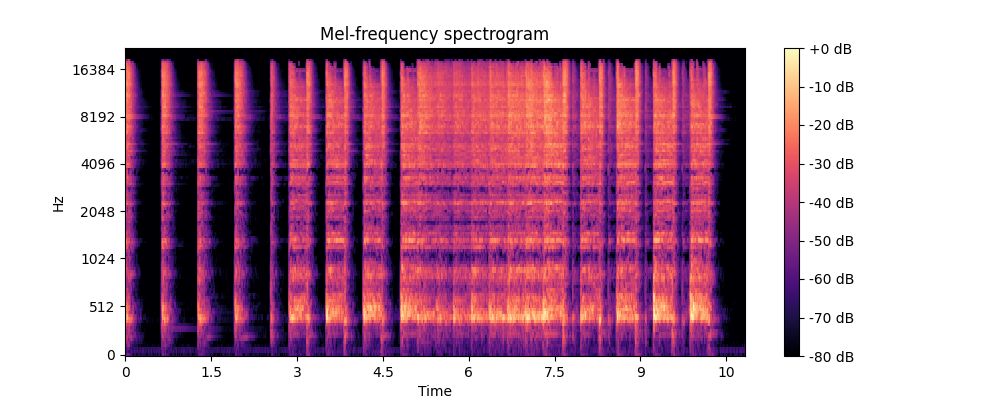 Mel-frequency spectrogram
Hz
16384
8192
4096
2048
1024
512
0
0 1.5 3 4.5 6 7.5 9 10
Time
+0 dB
-10 dB
-20 dB
-30 dB
-40 dB
-50 dB
-60 dB
-70 dB
-80 dB